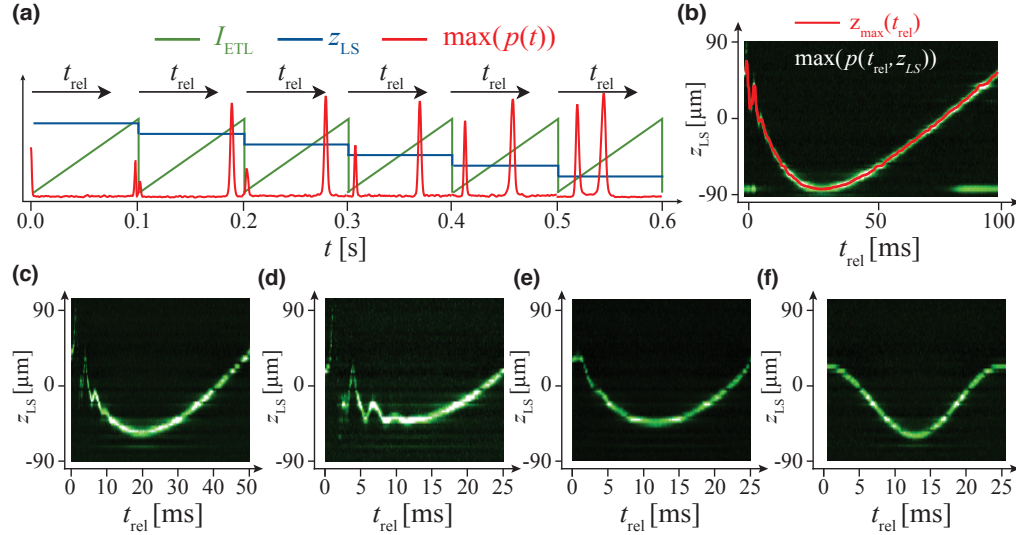 (a)
I_ETL z_LS max(p(t))
t_rel t_rel t_rel t_rel t_rel t_rel
0.0 0.1 0.2 0.3 0.4 0.5 0.6
t [s]
(b)
z_max(t_rel)
max(p(t_rel, z_LS))
90
0
-90
z_LS [µm]
0 50 100
t_rel [ms]
(c)
90
0
-90
z_LS [µm]
0 10 20 30 40 50
t_rel [ms]
(d)
90
0
-90
z_LS [µm]
0 5 10 15 20 25
t_rel [ms]
(e)
90
0
-90
z_LS [µm]
0 5 10 15 20 25
t_rel [ms]
(f)
90
0
-90
z_LS [µm]
0 5 10 15 20 25
t_rel [ms]